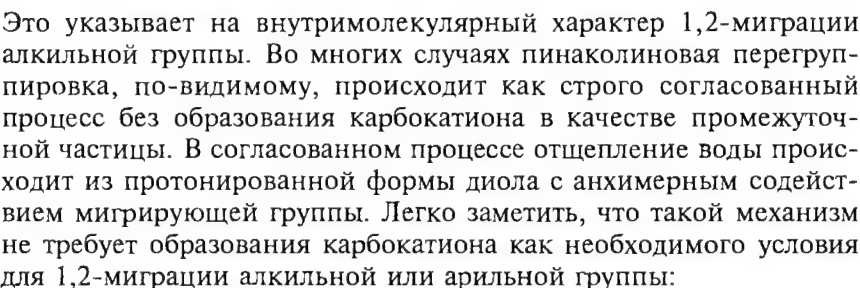 Это указывает на внутримолекулярный характер 1,2-миграции
алкильной группы. Во многих случаях пинаколиновая перегруп-
пировка, по-видимому, происходит как строго согласованный
процесс без образования карбокатиона в качестве промежуточ-
ной частицы. В согласованном процессе отщепление воды проис-
ходит из протонированной формы диола с анхимерным содейст-
вием мигрирующей группы. Легко заметить, что такой механизм
не требует образования карбокатиона как необходимого условия
для 1,2-миграции алкильной или арильной группы: